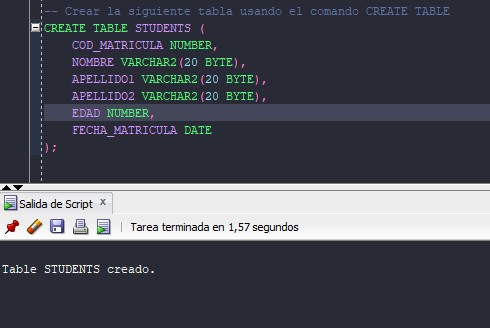 -- Crear la siguiente tabla usando el comando CREATE TABLE
CREATE TABLE STUDENTS (
COD_MATRICULA NUMBER,
NOMBRE VARCHAR2(20 BYTE),
APELLIDO1 VARCHAR2(20 BYTE),
APELLIDO2 VARCHAR2(20 BYTE),
EDAD NUMBER,
FECHA_MATRICULA DATE
);
Salida de Script x
Tarea terminada en 1,57 segundos
Table STUDENTS creado.